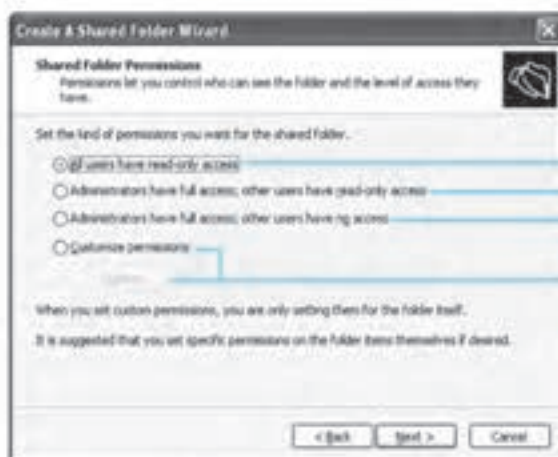 Create A Shared Folder Wizard
Shared Folder Permissions
Permissions let you control who can see the folder and the level of access they
have.
Set the kind of permissions you want for the shared folder.
All users have read-only access
Administrators have full access; other users have read-only access
Administrators have full access; other users have no access
Customize permissions
When you set custom permissions, you are only setting them for the folder itself.
It is suggested that you set specific permissions on the folder items themselves if desired.
< Back
Next >
Cancel